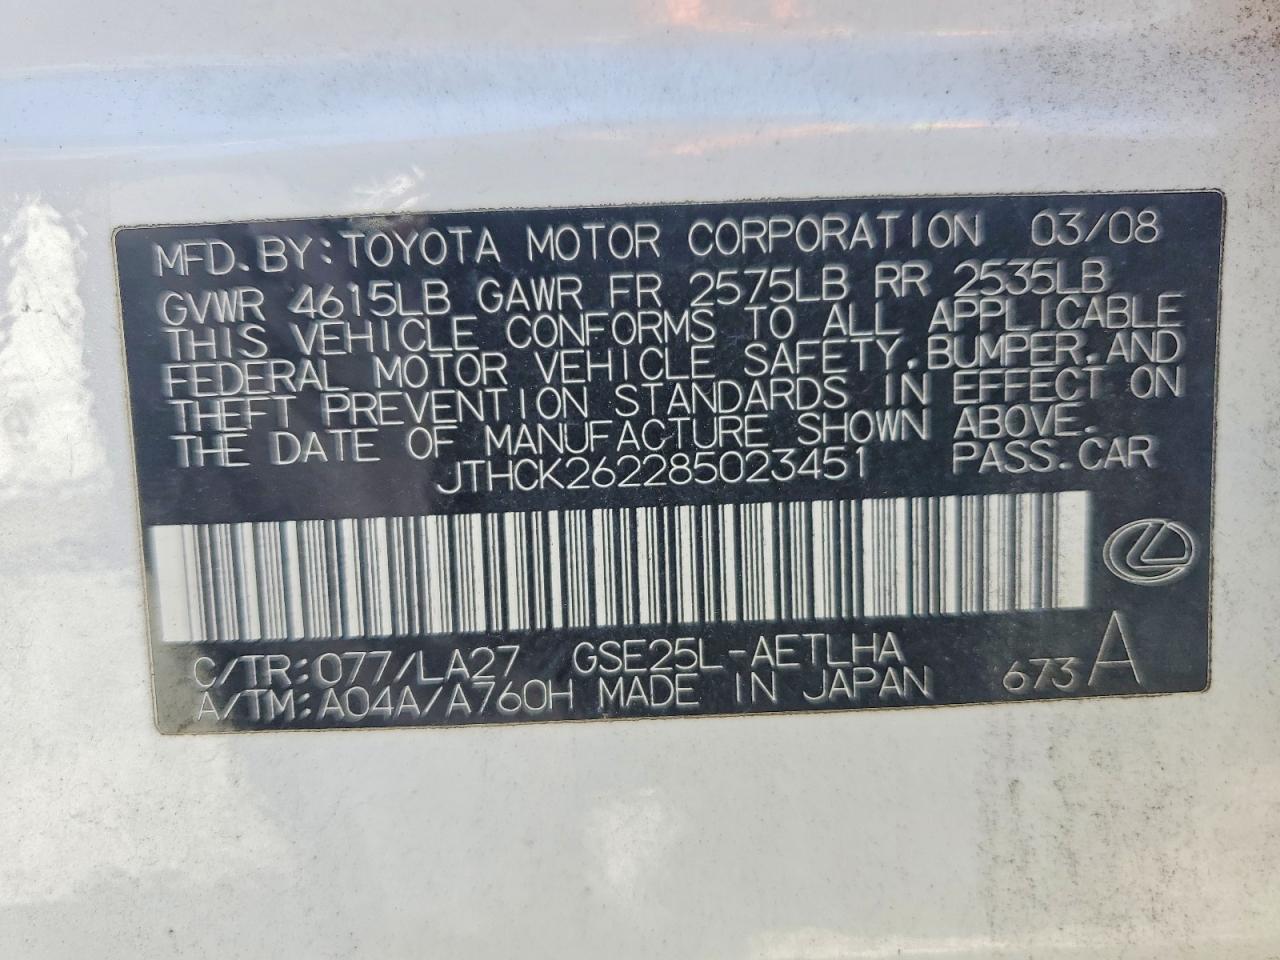 MFD.BY:TOYOTA MOTOR CORPORATION 03/08
GVWR 4615LB GAWR FR 2575LB RR 2535LB
THIS VEHICLE CONFORMS TO ALL APPLICABLE
FEDERAL MOTOR VEHICLE SAFETY,BUMPER,AND
THEFT PREVENTION STANDARDS IN EFFECT ON
THE DATE OF MANUFACTURE SHOWN ABOVE.
JTHCK262285023451 PASS.CAR
C/TR:077/LA27 GSE25L-AETLHA
A/TM:A04A/A760H MADE IN JAPAN 673 A